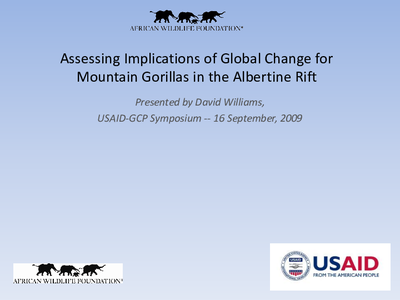 AFRICAN WILDLIFE FOUNDATION®
Assessing Implications of Global Change for
Mountain Gorillas in the Albertine Rift
Presented by David Williams,
USAID-GCP Symposium -- 16 September, 2009
AFRICAN WILDLIFE FOUNDATION®
USAID
FROM THE AMERICAN PEOPLE